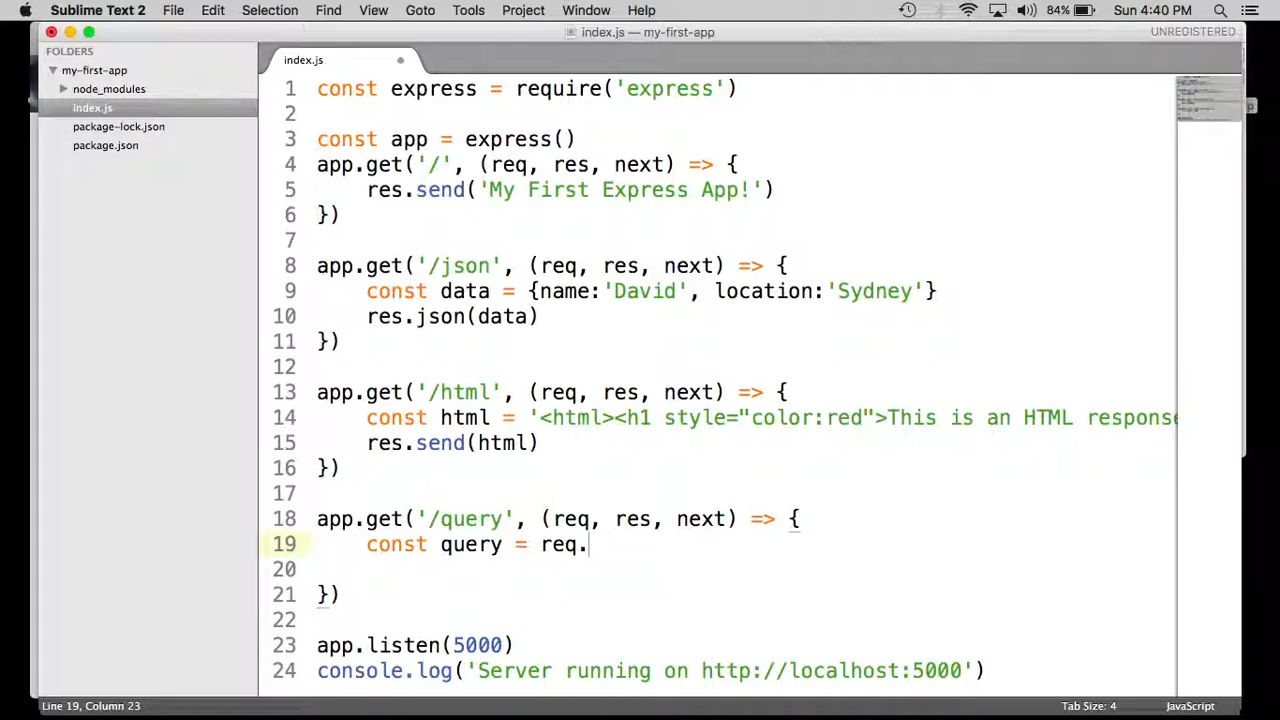 Sublime Text 2 File Edit Selection Find View Goto Tools Project Window Help 84% Sun 4:40 PM
index.js — my-first-app UNREGISTERED
FOLDERS
my-first-app
node_modules
index.js
package-lock.json
package.json
index.js
1 const express = require('express')
2
3 const app = express()
4 app.get('/', (req, res, next) => {
5 res.send('My First Express App!')
6 })
7
8 app.get('/json', (req, res, next) => {
9 const data = {name:'David', location:'Sydney'}
10 res.json(data)
11 })
12
13 app.get('/html', (req, res, next) => {
14 const html = '<html><h1 style="color:red">This is an HTML response
15 res.send(html)
16 })
17
18 app.get('/query', (req, res, next) => {
19 const query = req.
20
21 })
22
23 app.listen(5000)
24 console.log('Server running on http://localhost:5000')
Line 19, Column 23 Tab Size: 4 JavaScript